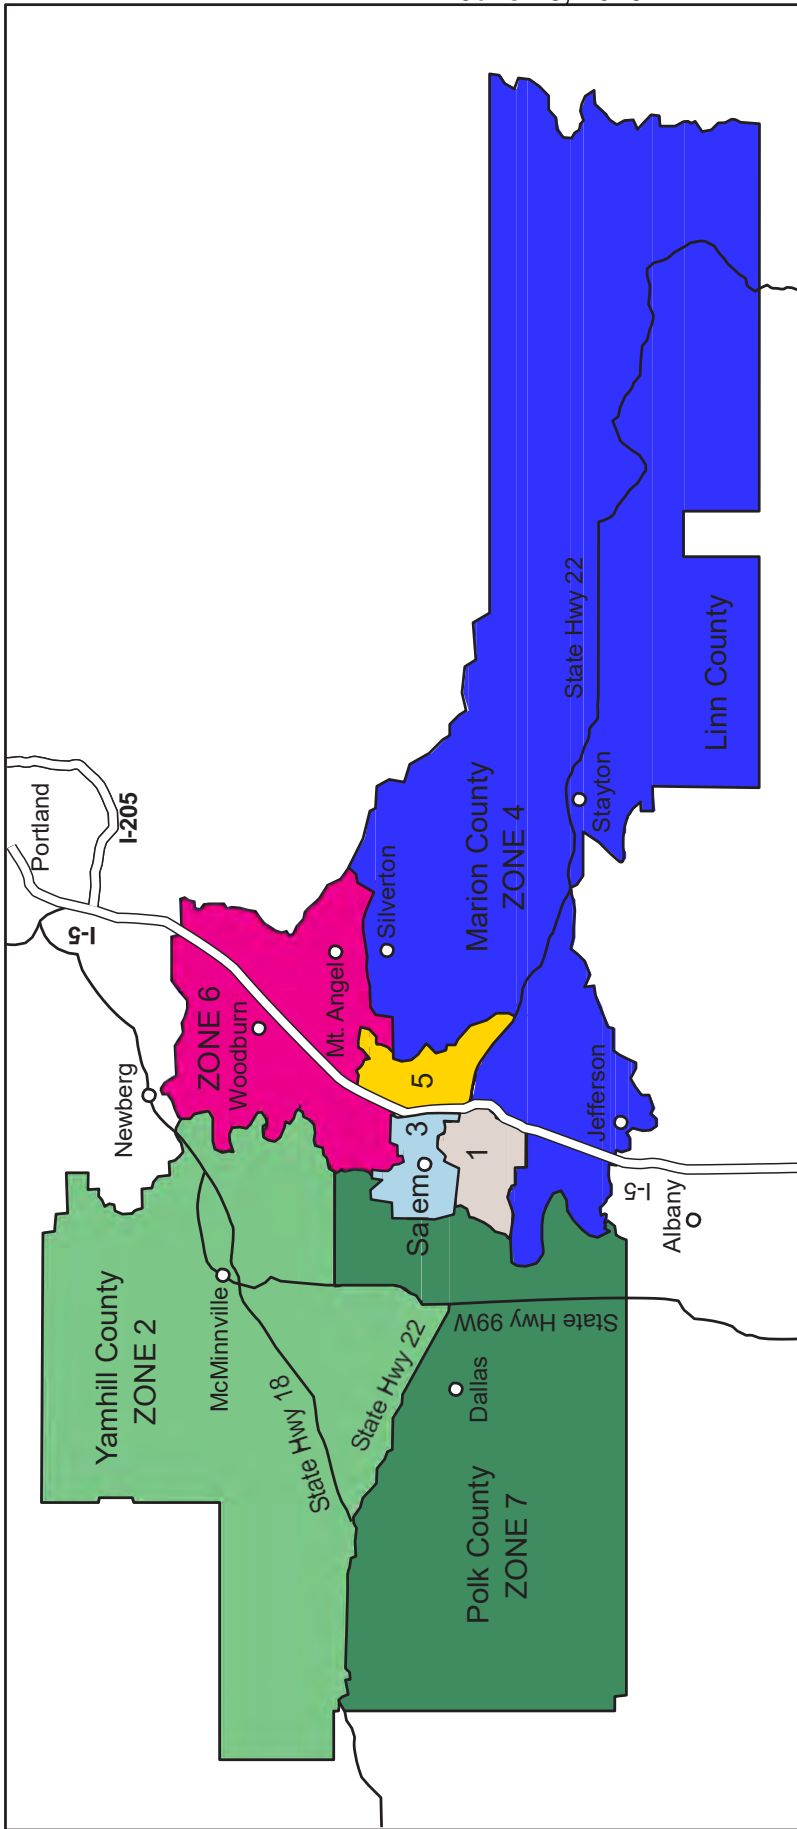 Portland
I-205
I-5
Newberg
ZONE 6
Woodburn
Mt. Angel
Silverton
Yamhill County
ZONE 2
McMinnville
State Hwy 18
State Hwy 22
3
Salem
5
1
Marion County
ZONE 4
State Hwy 22
Stayton
Linn County
Jefferson
I-5
Albany
State Hwy 99W
Dallas
Polk County
ZONE 7